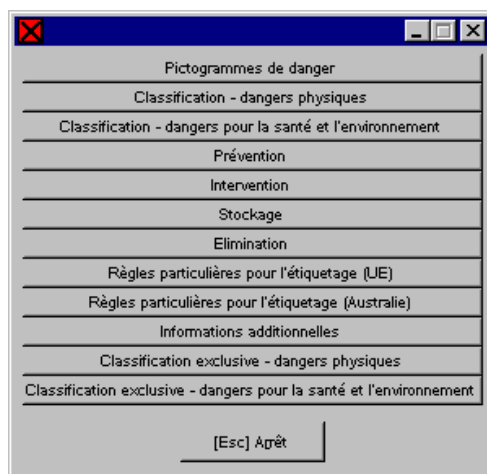 Pictogrammes de danger
Classification - dangers physiques
Classification - dangers pour la santé et l'environnement
Prévention
Intervention
Stockage
Elimination
Règles particulières pour l'étiquetage (UE)
Règles particulières pour l'étiquetage (Australie)
Informations additionnelles
Classification exclusive - dangers physiques
Classification exclusive - dangers pour la santé et l'environnement
[Esc] Arrêt